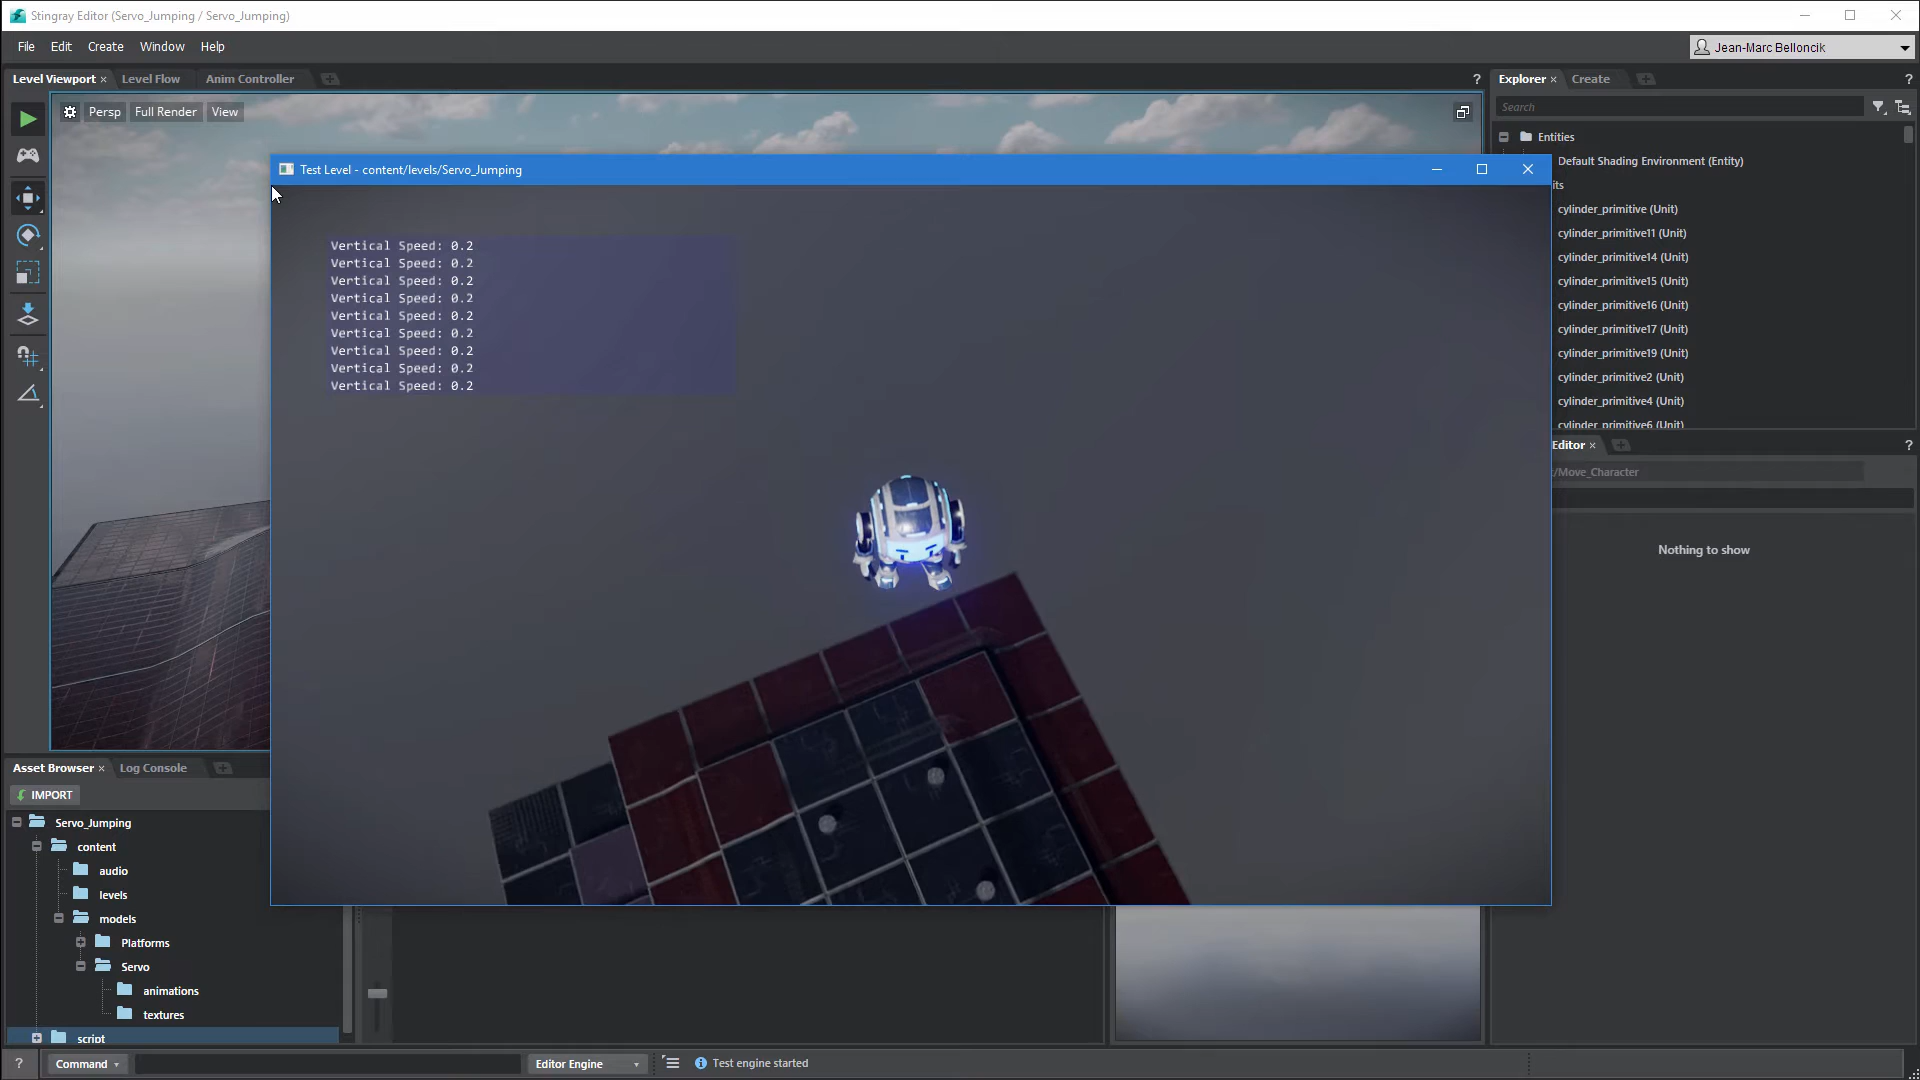 Stingray Editor (Servo_Jumping / Servo_Jumping)
File Edit Create Window Help
Jean-Marc Belloncik
Level Viewport × Level Flow Anim Controller ?
Explorer × Create ?
Persp Full Render View
Search
Entities
Default Shading Environment (Entity)
its
cylinder_primitive (Unit)
cylinder_primitive11 (Unit)
cylinder_primitive14 (Unit)
cylinder_primitive15 (Unit)
cylinder_primitive16 (Unit)
cylinder_primitive17 (Unit)
cylinder_primitive19 (Unit)
cylinder_primitive2 (Unit)
cylinder_primitive4 (Unit)
cylinder_primitive6 (Unit)
Test Level - content/levels/Servo_Jumping
Vertical Speed: 0.2
Vertical Speed: 0.2
Vertical Speed: 0.2
Vertical Speed: 0.2
Vertical Speed: 0.2
Vertical Speed: 0.2
Vertical Speed: 0.2
Vertical Speed: 0.2
Vertical Speed: 0.2
Editor × ?
/Move_Character
Nothing to show
Asset Browser × Log Console
IMPORT
Servo_Jumping
content
audio
levels
models
Platforms
Servo
animations
textures
script
? Command Editor Engine Test engine started